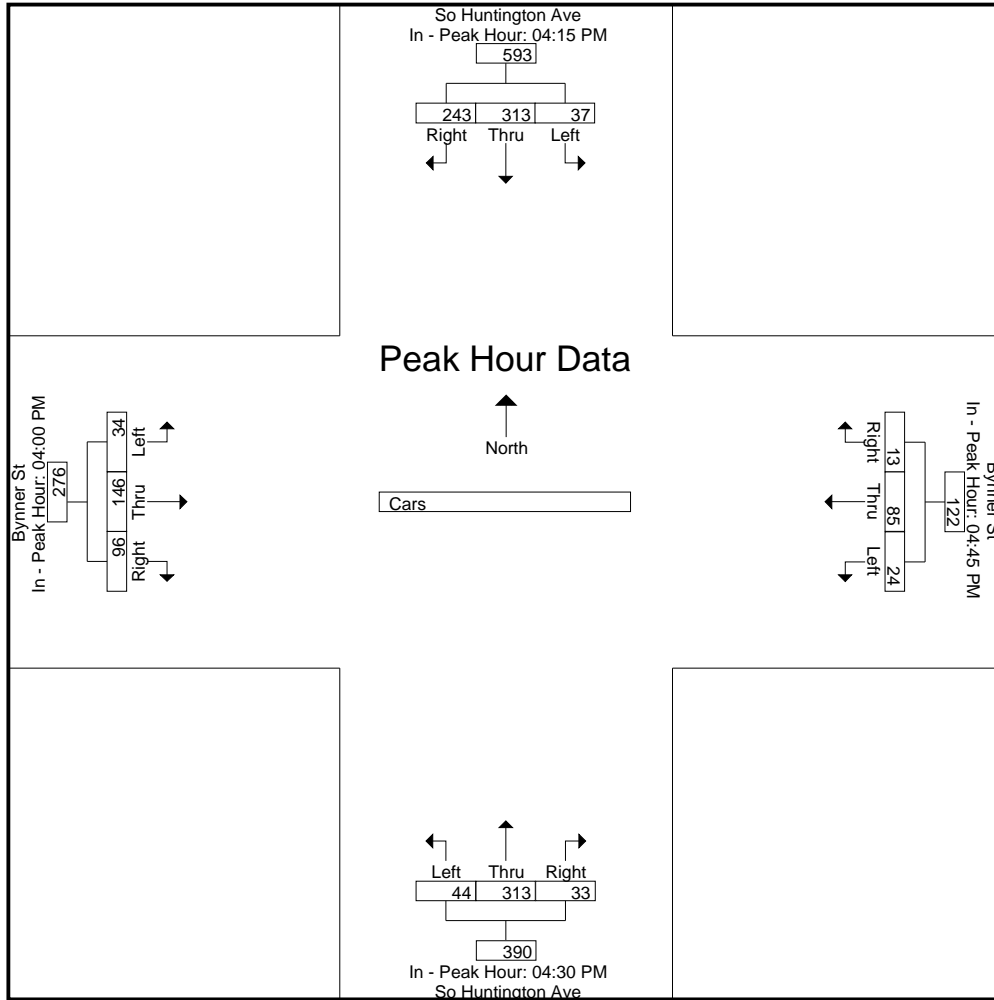 So Huntington Ave
In - Peak Hour: 04:15 PM
593
243 313 37
Right Thru Left
Peak Hour Data
North
Cars
Bynner St
In - Peak Hour: 04:00 PM
276
34 146 96
Left Thru Right
Bynner St
In - Peak Hour: 04:45 PM
122
13 85 24
Right Thru Left
Left Thru Right
44 313 33
390
In - Peak Hour: 04:30 PM
So Huntington Ave